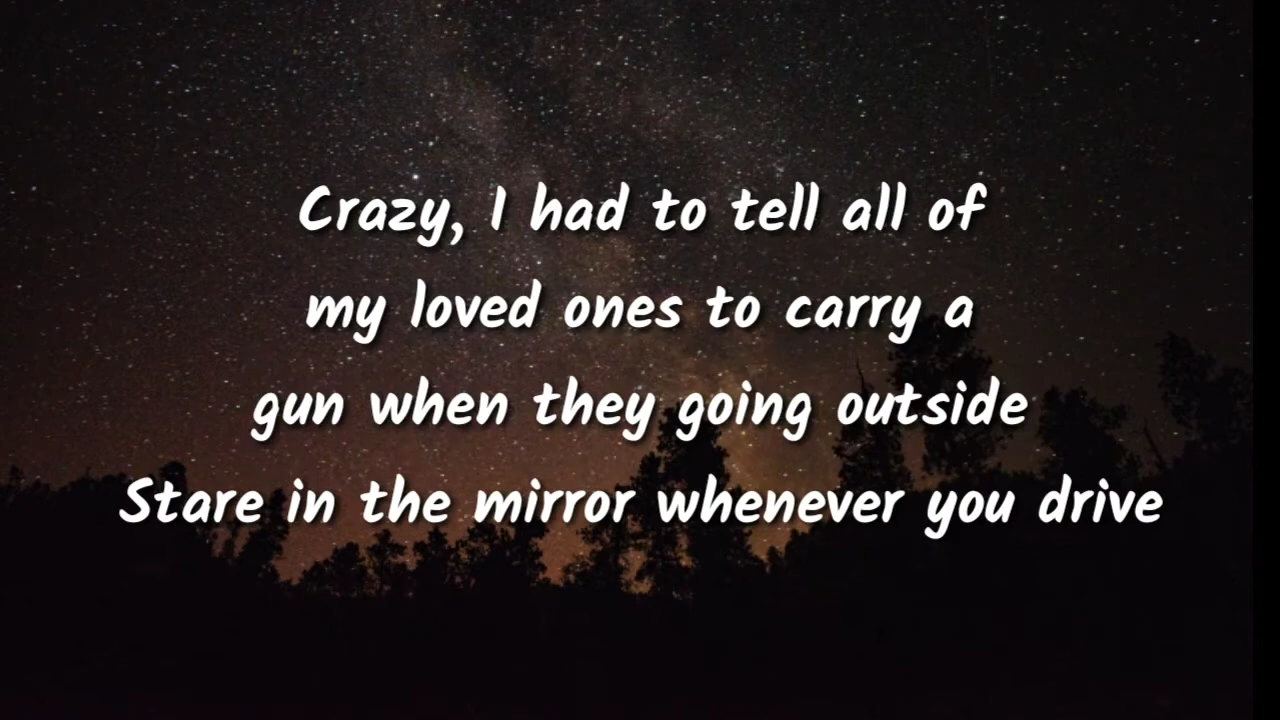 Crazy, I had to tell all of
my loved ones to carry a
gun when they going outside
Stare in the mirror whenever you drive